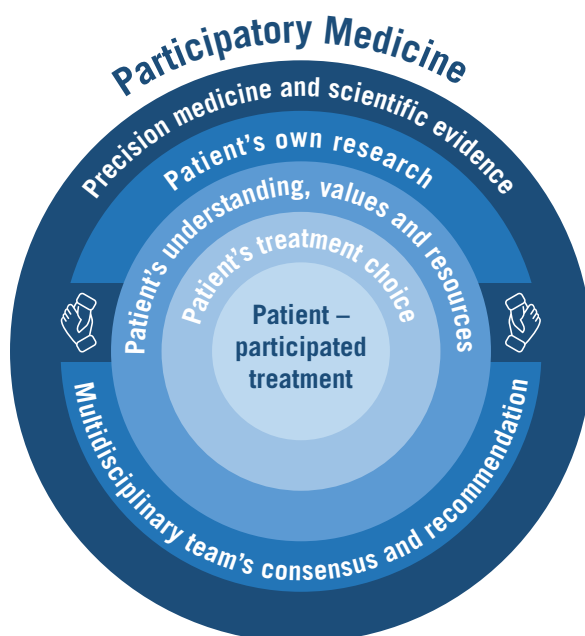 Participatory Medicine
Precision medicine and scientific evidence
Patient's own research
Patient's understanding, values and resources
Patient's treatment choice
Patient –
participated
treatment
Multidisciplinary team's consensus and recommendation